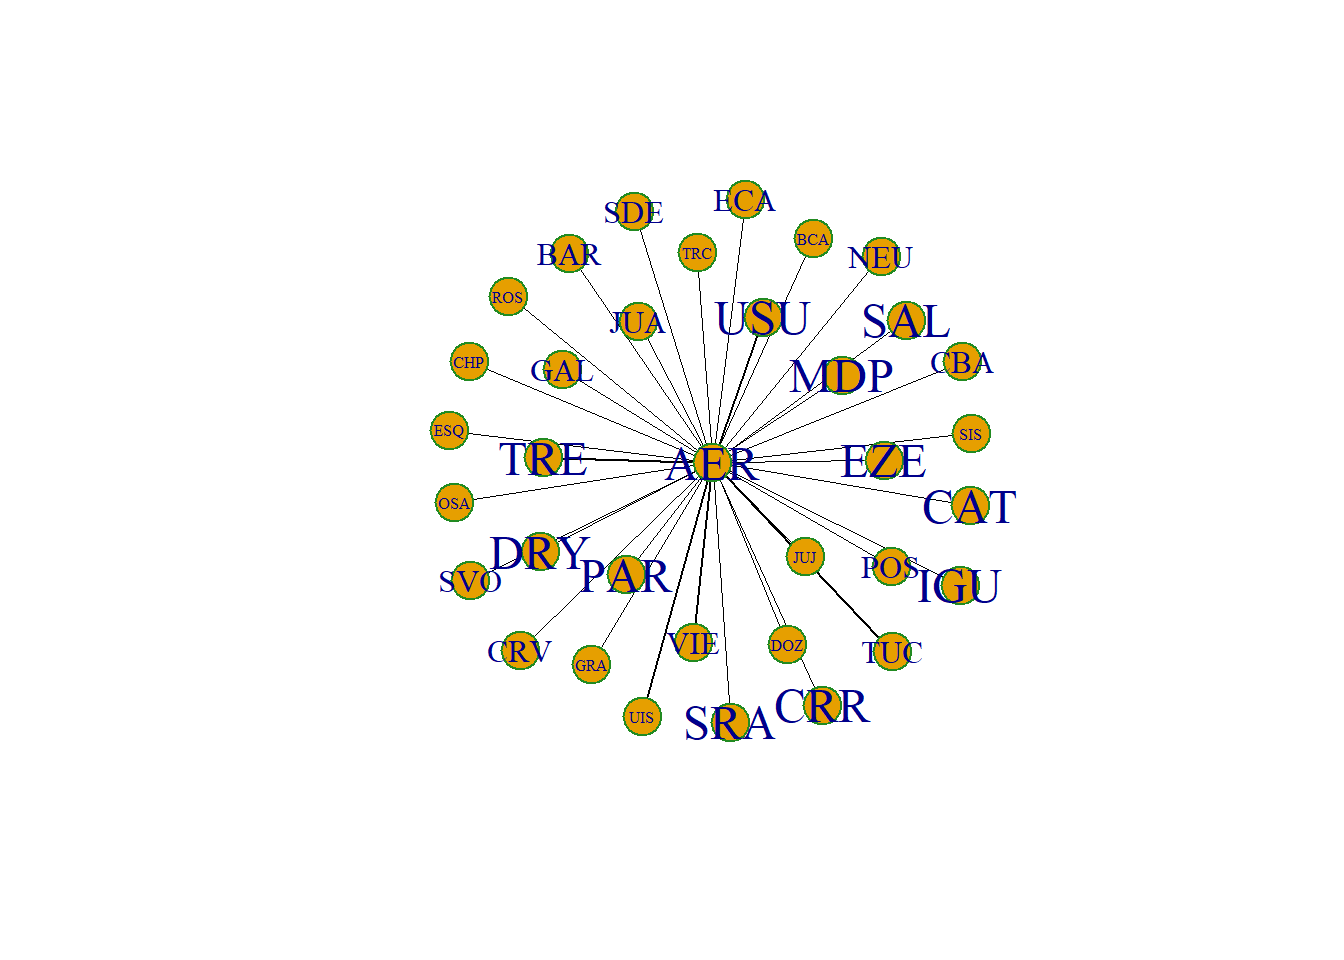 ECA
SDE
BCA
TRC
BAR
NEU
ROS
USU
SAL
JUA
CHP
GAL
MDP
CBA
ESQ
SIS
TRE
AER
EZE
OSA
CAT
DRY
JUJ
POS
SVO
PAR
IGU
CRV
VIE
DOZ
TUC
GRA
UIS
SRA
CRR